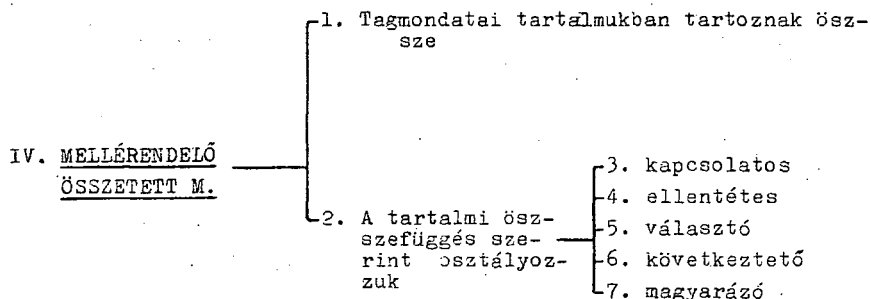 1. Tagmondatai tartalmukban tartoznak ösz-
sze
IV. MELLÉRENDELŐ
ÖSSZETETT M.
2. A tartalmi ösz-
szefüggés sze-
rint osztályoz-
zuk
3. kapcsolatos
4. ellentétes
5. választó
6. következtető
7. magyarázó